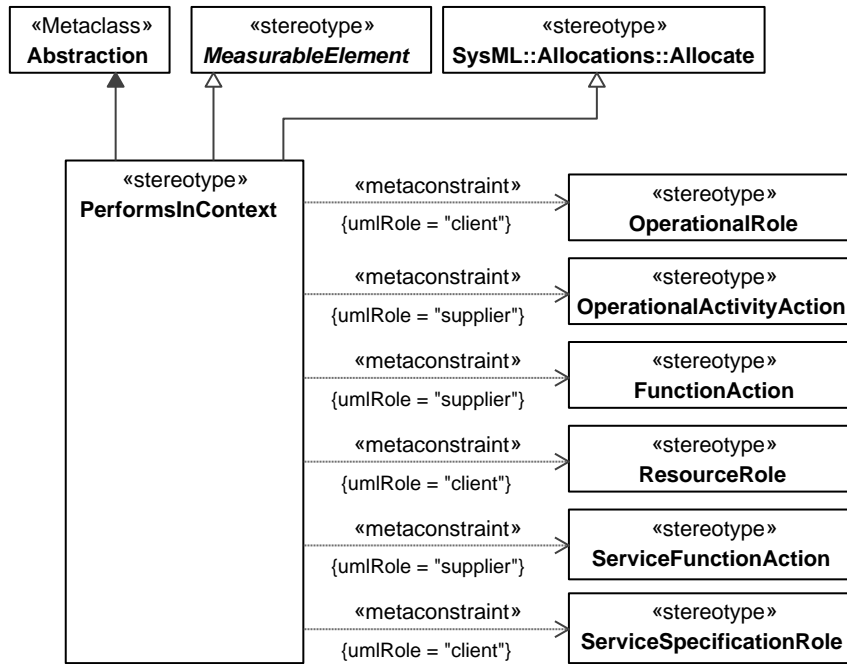 «Metaclass»
Abstraction
«stereotype»
MeasurableElement
«stereotype»
SysML::Allocations::Allocate
«stereotype»
PerformsInContext
«metaconstraint»
{umlRole = "client"}
«stereotype»
OperationalRole
«metaconstraint»
{umlRole = "supplier"}
«stereotype»
OperationalActivityAction
«metaconstraint»
{umlRole = "supplier"}
«stereotype»
FunctionAction
«metaconstraint»
{umlRole = "client"}
«stereotype»
ResourceRole
«metaconstraint»
{umlRole = "supplier"}
«stereotype»
ServiceFunctionAction
«metaconstraint»
{umlRole = "client"}
«stereotype»
ServiceSpecificationRole